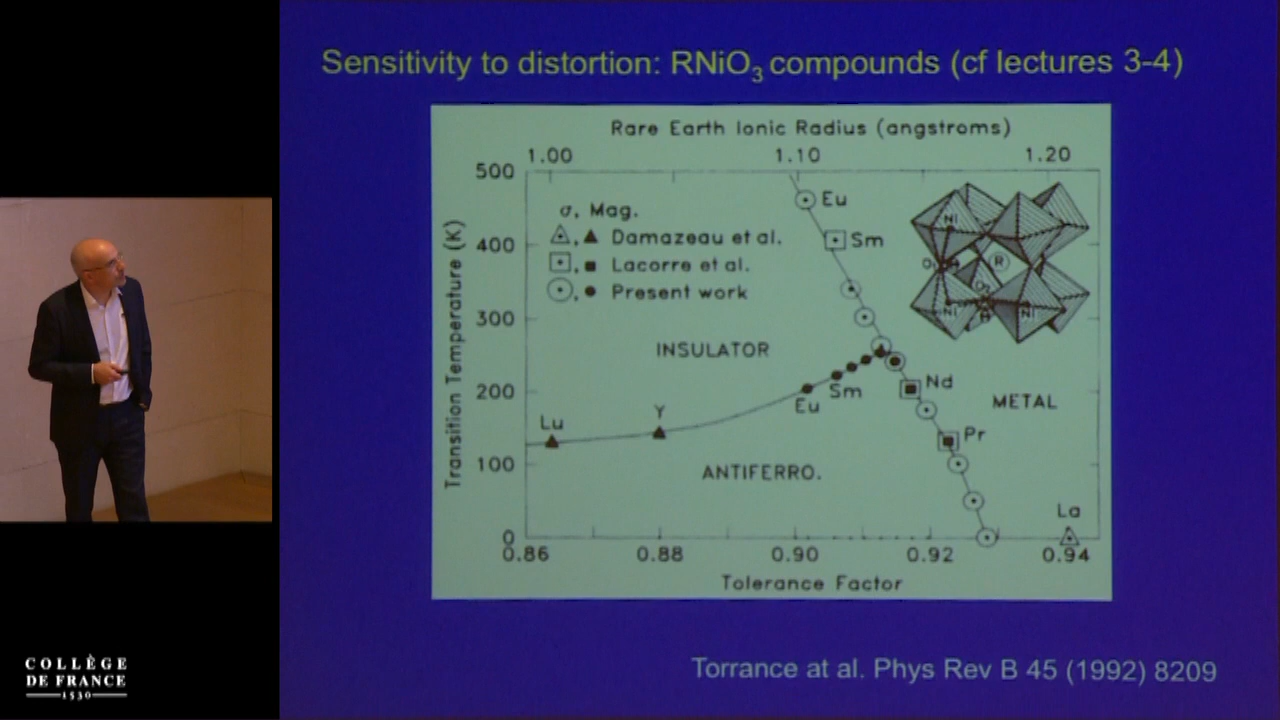 Sensitivity to distortion: RNiO3 compounds (cf lectures 3-4)
Rare Earth Ionic Radius (angstroms)
1.00 1.10 1.20
500
400
300
200
100
0
Transition Temperature (K)
σ, Mag.
Damazeau et al.
Lacorre et al.
Present work
Eu
Sm
Ni
R
Ni
Ni
INSULATOR
Nd
METAL
Sm
Eu
Lu
Y
Pr
ANTIFERRO.
La
0.86 0.88 0.90 0.92 0.94
Tolerance Factor
Torrance at al. Phys Rev B 45 (1992) 8209
COLLÈGE
DE FRANCE
1530